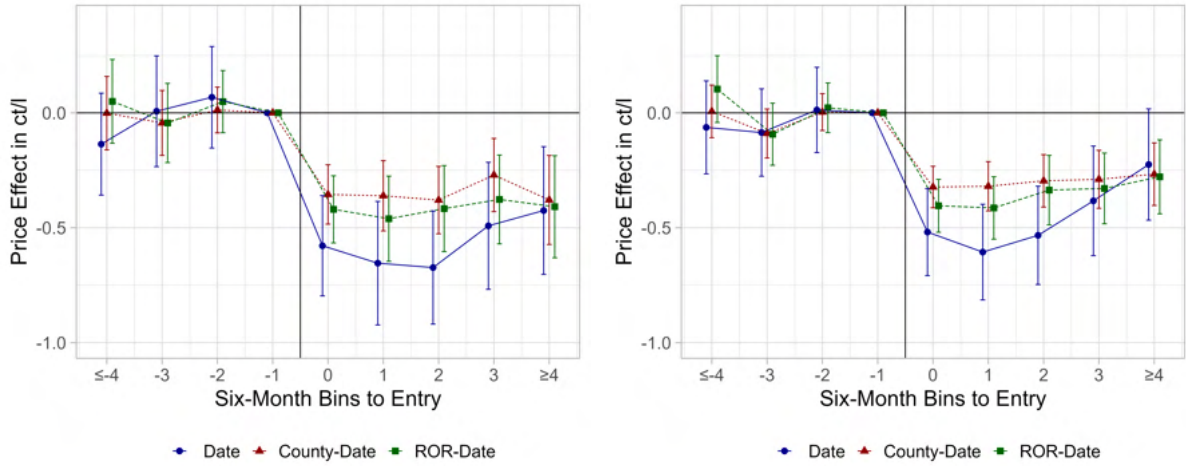 Price Effect in ct/l
0.0
-0.5
-1.0
≤-4 -3 -2 -1 0 1 2 3 ≥4
Six-Month Bins to Entry
Date County-Date ROR-Date
Price Effect in ct/l
0.0
-0.5
-1.0
≤-4 -3 -2 -1 0 1 2 3 ≥4
Six-Month Bins to Entry
Date County-Date ROR-Date